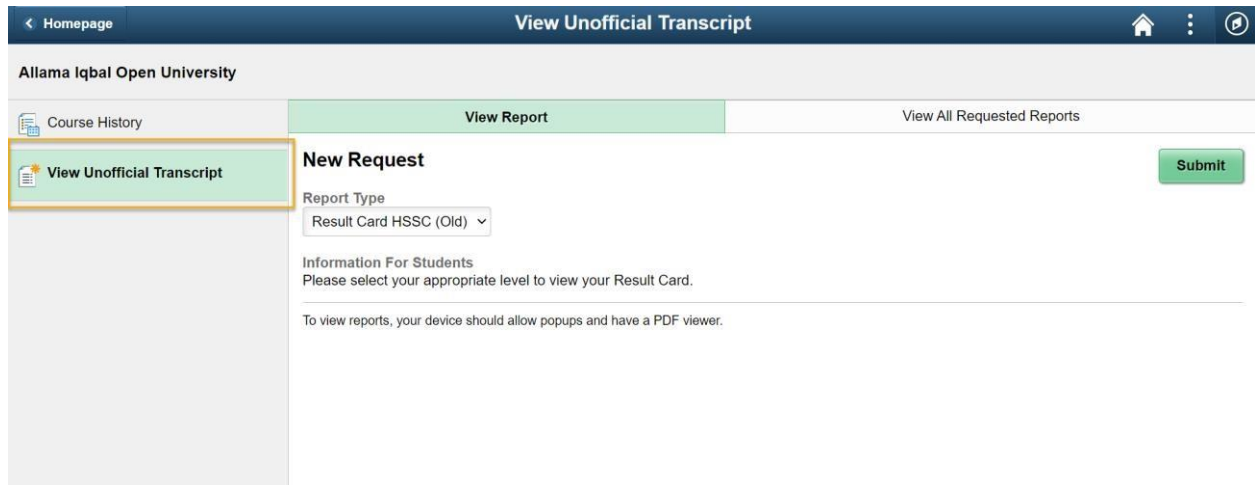 Homepage
View Unofficial Transcript
Allama Iqbal Open University
Course History
View Unofficial Transcript
View Report
View All Requested Reports
New Request
Submit
Report Type
Result Card HSSC (Old)
Information For Students
Please select your appropriate level to view your Result Card.
To view reports, your device should allow popups and have a PDF viewer.